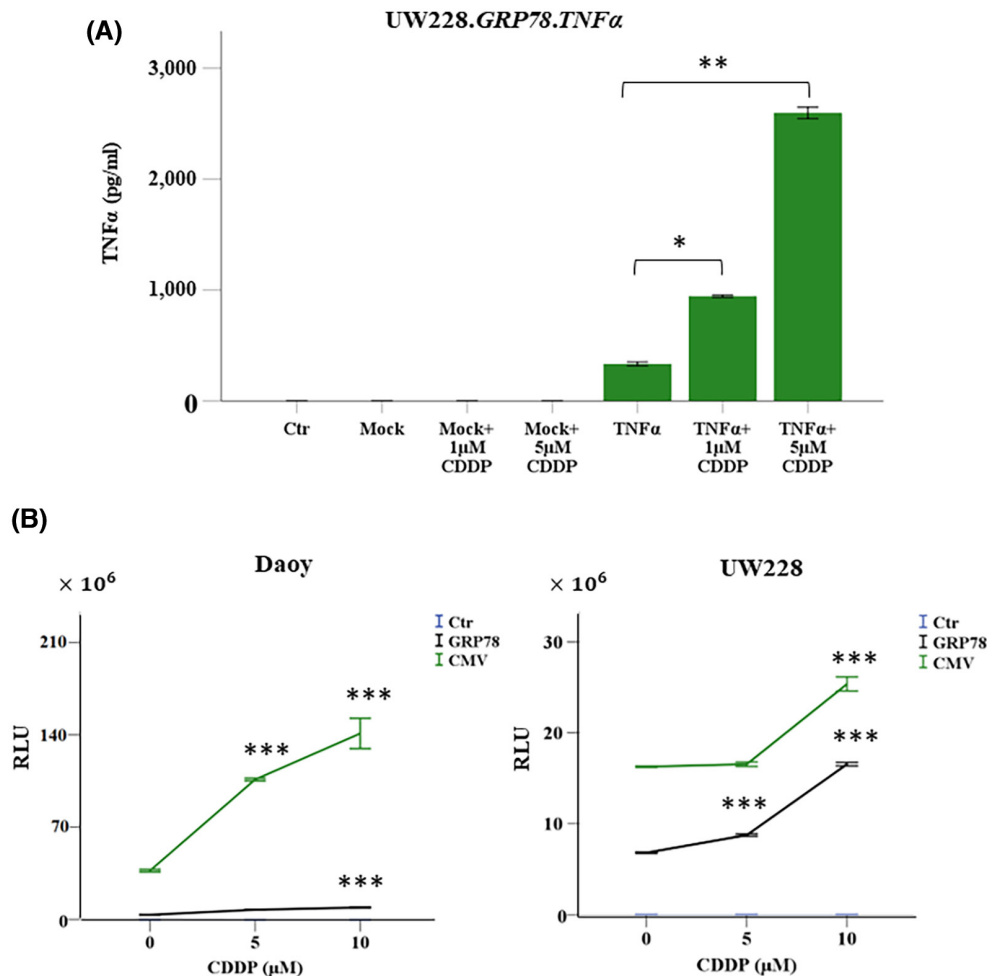 (A)
UW228.GRP78.TNFα
TNFα (pg/ml)
3,000
2,000
1,000
0
*
**
Ctr
Mock
Mock+
1µM
CDDP
Mock+
5µM
CDDP
TNFα
TNFα+
1µM
CDDP
TNFα+
5µM
CDDP
(B)
Daoy
× 10⁶
RLU
210
140
70
0
***
***
***
Ctr
GRP78
CMV
0
5
10
CDDP (µM)
UW228
× 10⁶
RLU
30
20
10
0
***
***
***
Ctr
GRP78
CMV
0
5
10
CDDP (µM)